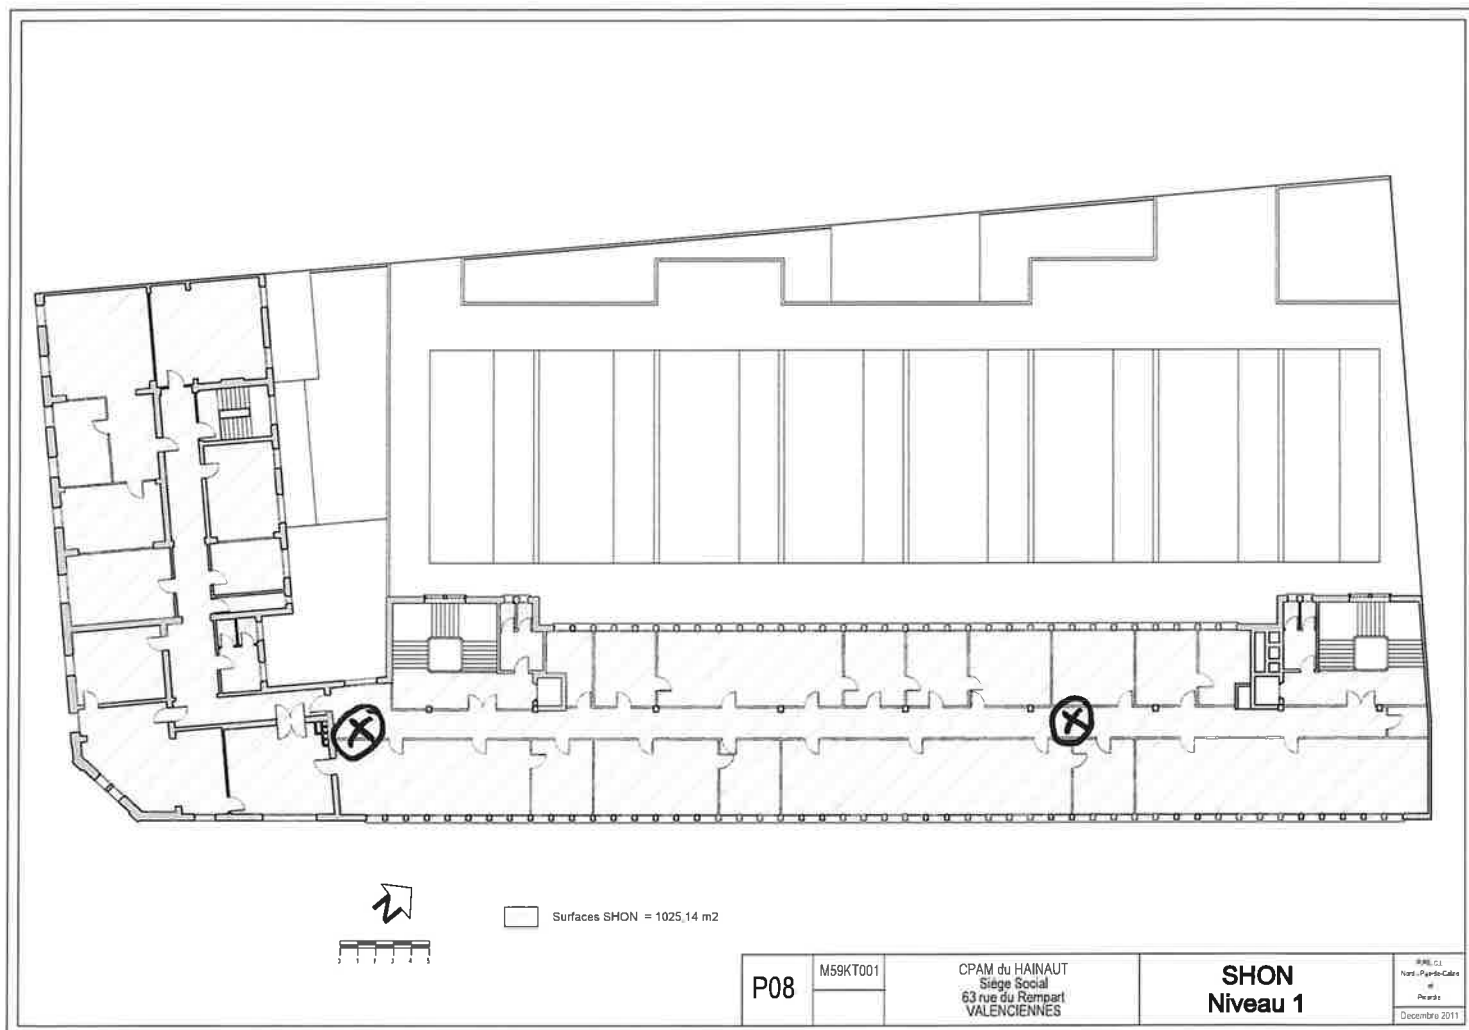 N
Surfaces SHON = 1025,14 m2
P08
M59KT001
CPAM du HAINAUT
Siège Social
63 rue du Rempart
VALENCIENNES
SHON
Niveau 1
et
Picardie
Decembre 2011